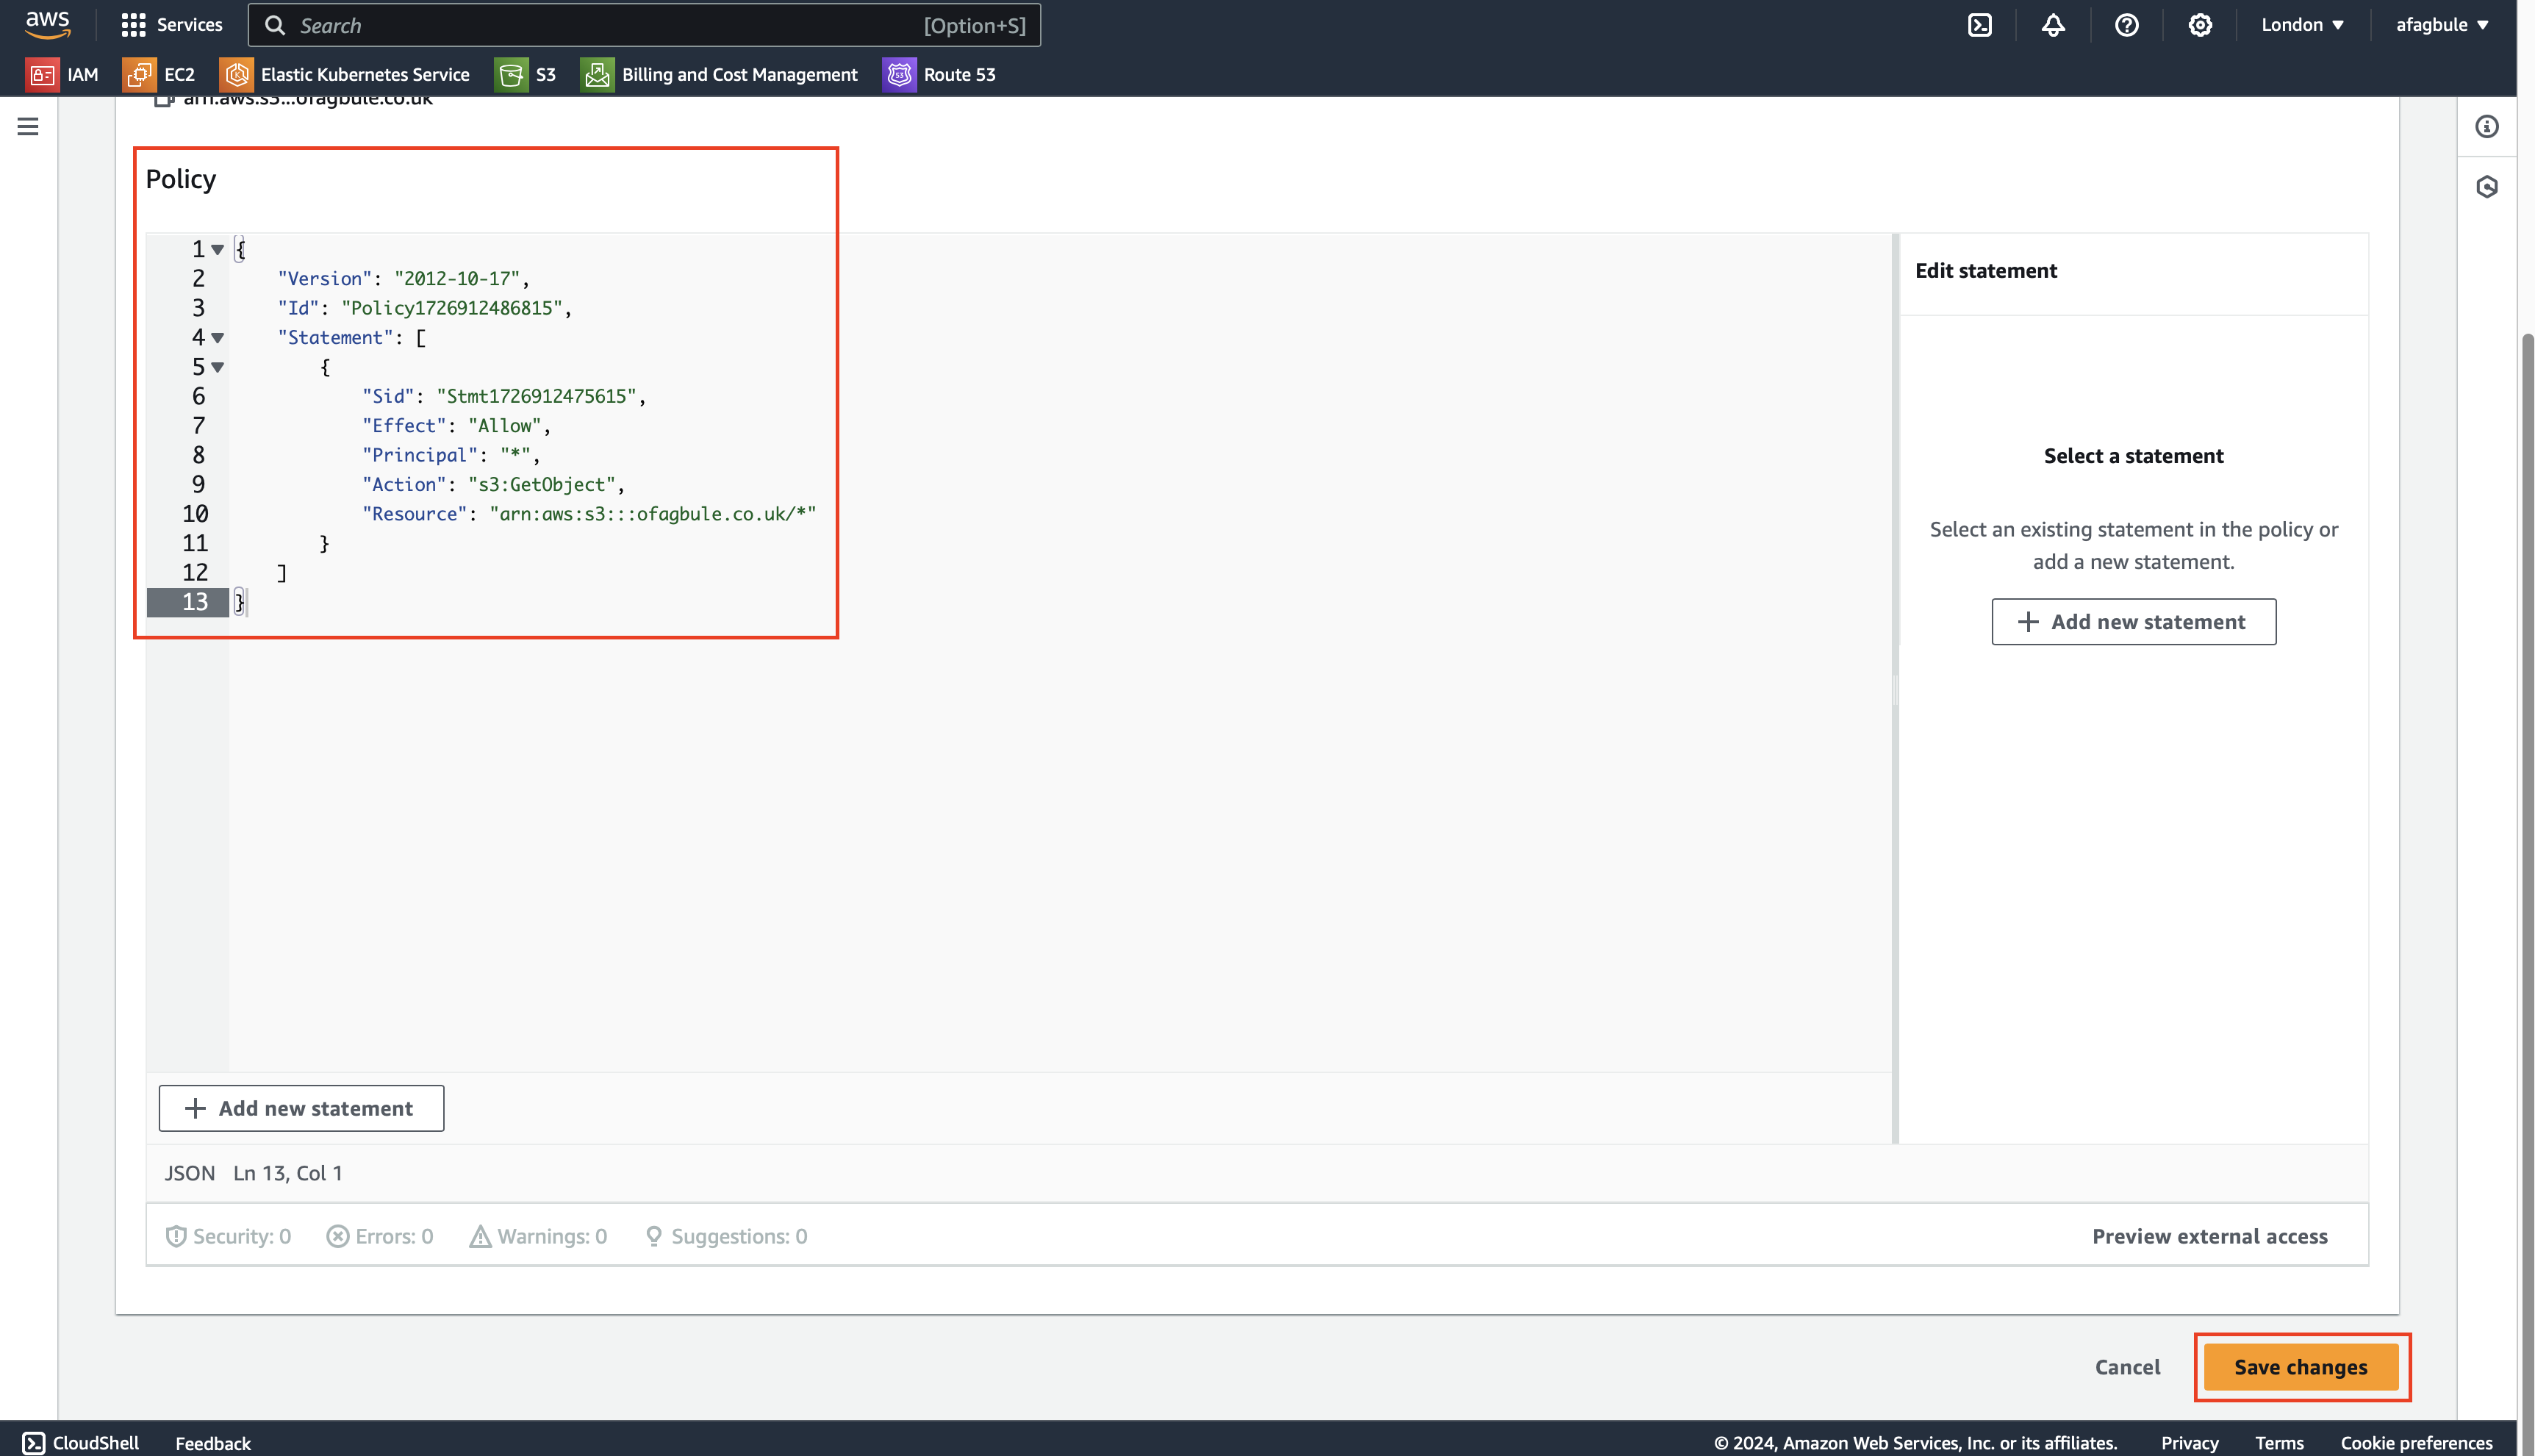 aws Services Search [Option+S] London ▼ afagbule ▼
IAM EC2 Elastic Kubernetes Service S3 Billing and Cost Management Route 53
arn:aws:s3...ofagbule.co.uk
Policy
1 {
2 "Version": "2012-10-17",
3 "Id": "Policy1726912486815",
4 "Statement": [
5 {
6 "Sid": "Stmt1726912475615",
7 "Effect": "Allow",
8 "Principal": "*",
9 "Action": "s3:GetObject",
10 "Resource": "arn:aws:s3:::ofagbule.co.uk/*"
11 }
12 ]
13 }
Edit statement
Select a statement
Select an existing statement in the policy or
add a new statement.
+ Add new statement
+ Add new statement
JSON Ln 13, Col 1
Security: 0 Errors: 0 Warnings: 0 Suggestions: 0 Preview external access
Cancel Save changes
CloudShell Feedback © 2024, Amazon Web Services, Inc. or its affiliates. Privacy Terms Cookie preferences